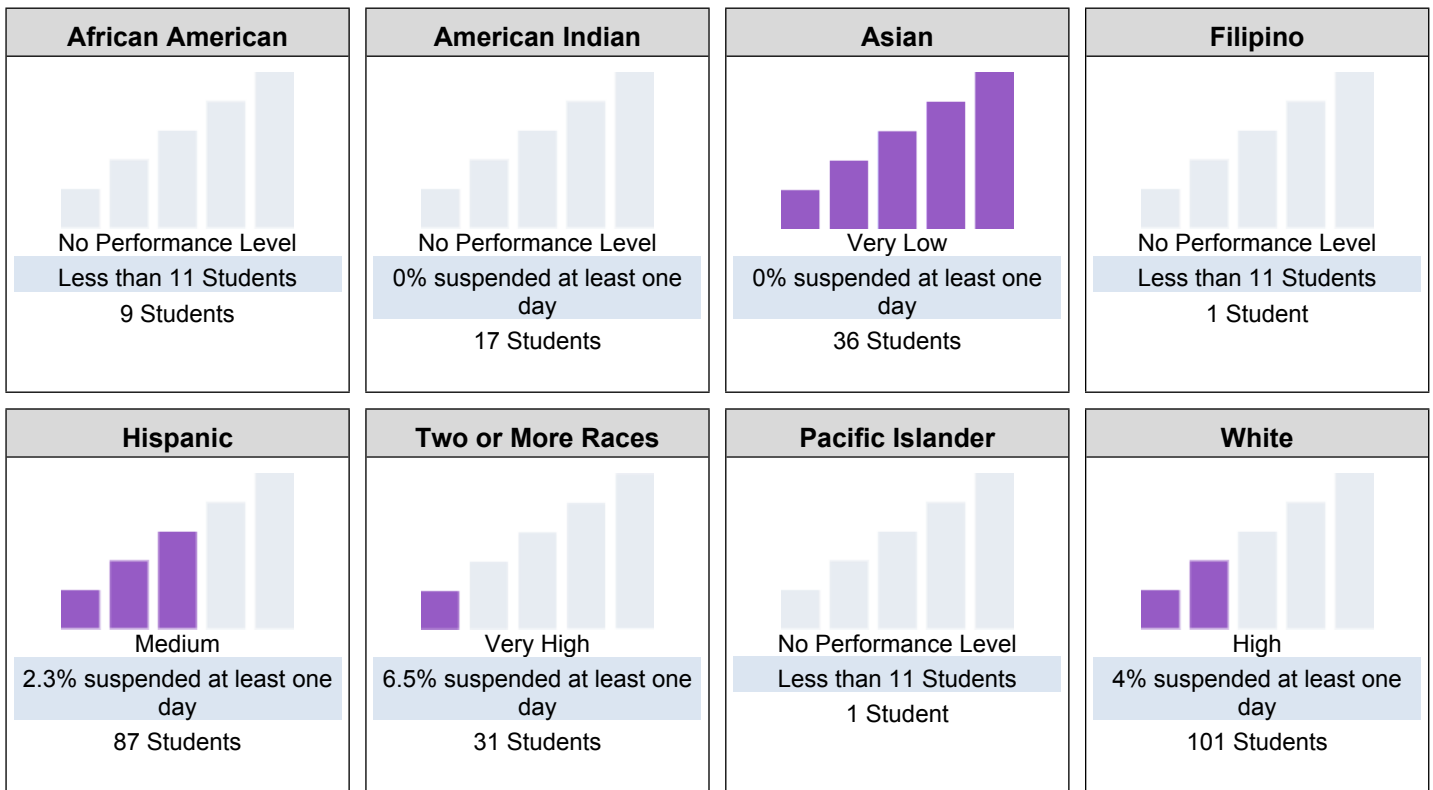 African American
No Performance Level
Less than 11 Students
9 Students
American Indian
No Performance Level
0% suspended at least one
day
17 Students
Asian
Very Low
0% suspended at least one
day
36 Students
Filipino
No Performance Level
Less than 11 Students
1 Student
Hispanic
Medium
2.3% suspended at least one
day
87 Students
Two or More Races
Very High
6.5% suspended at least one
day
31 Students
Pacific Islander
No Performance Level
Less than 11 Students
1 Student
White
High
4% suspended at least one
day
101 Students